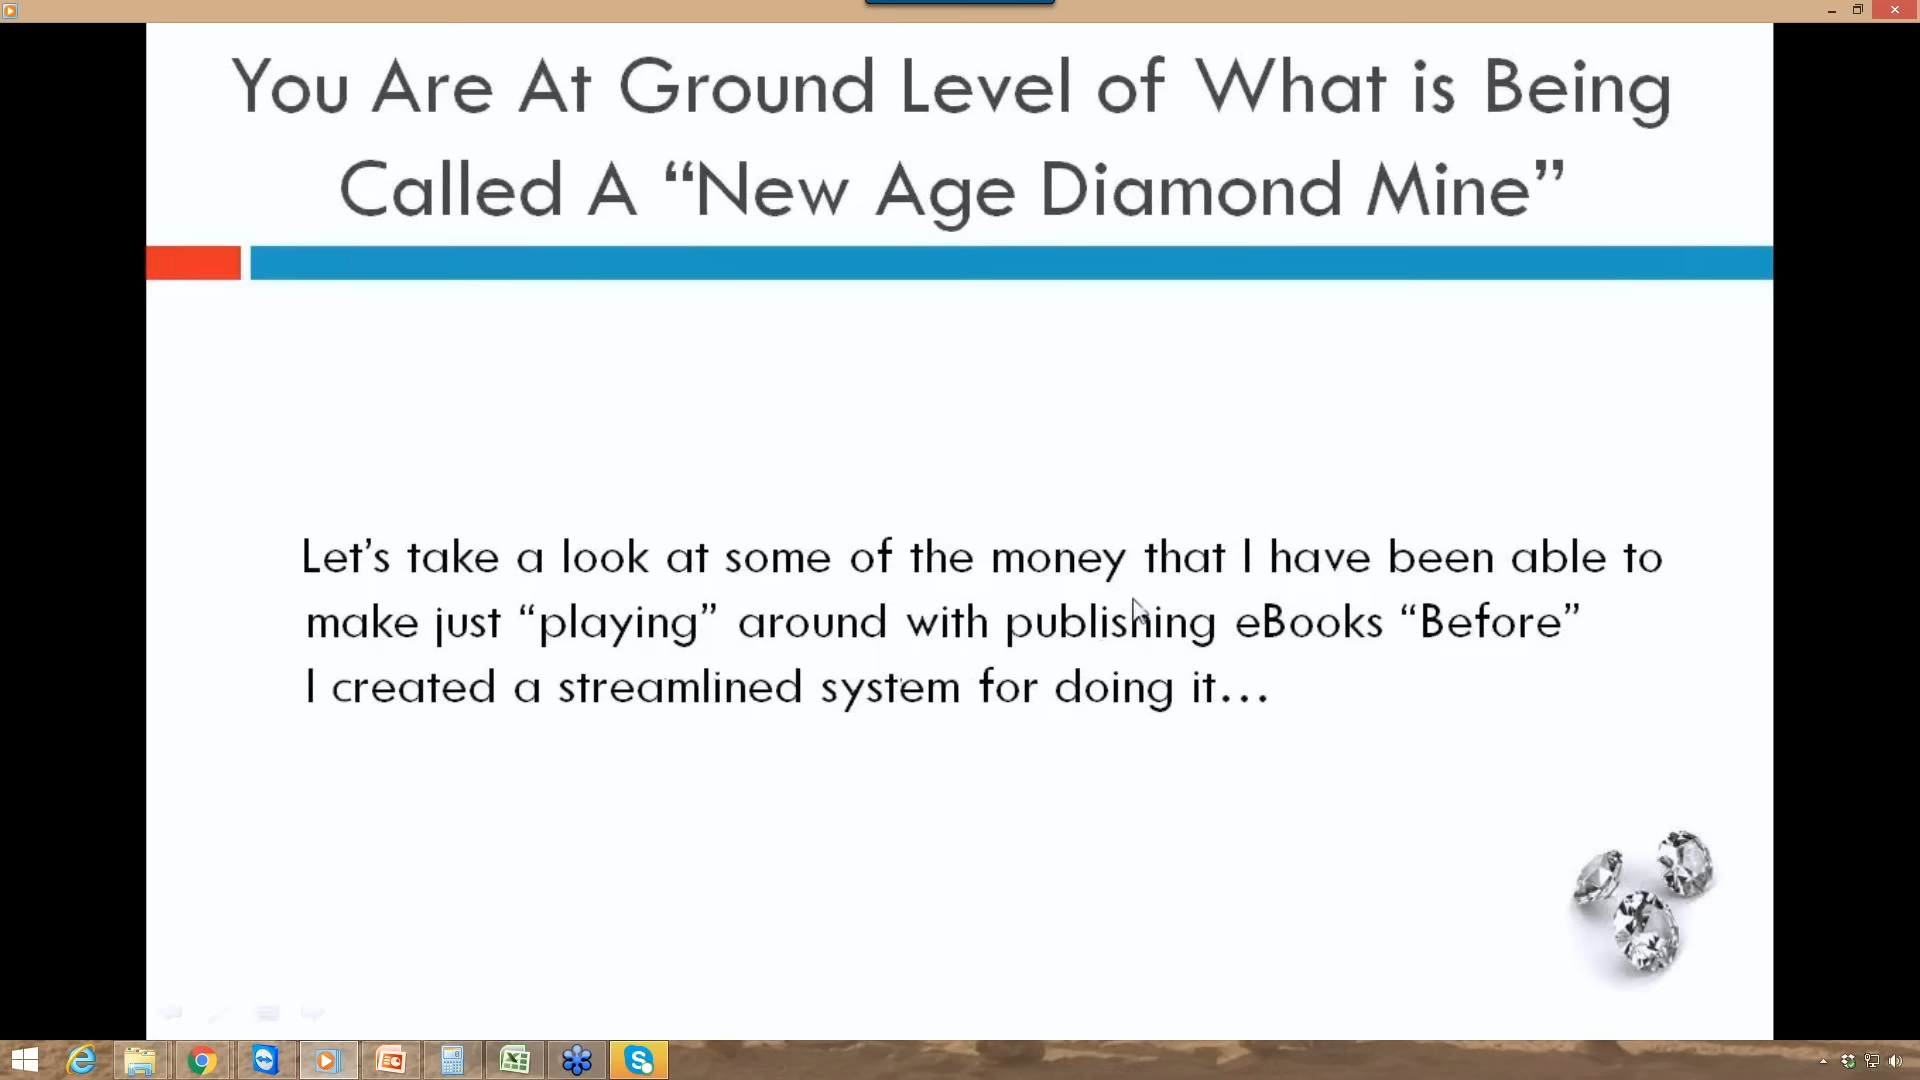 You Are At Ground Level of What is Being
Called A “New Age Diamond Mine”
Let’s take a look at some of the money that I have been able to
make just “playing” around with publishing eBooks “Before”
I created a streamlined system for doing it…